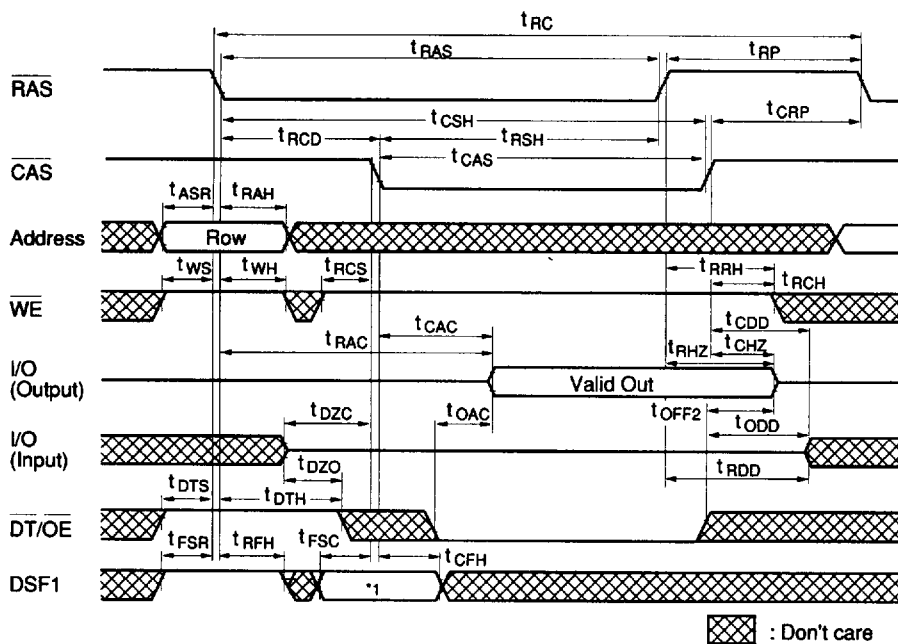 tRC
tRAS tRP
RAS
tCSH tCRP
tRCD tRSH
tCAS
CAS
tASR tRAH
Address Row
tWS tWH tRCS tRRH
tRCH
WE
tCAC tCDD
tRAC tRHZ tCHZ
I/O
(Output) Valid Out
tDZC tOAC tOFF2 tODD
I/O
(Input)
tDZO tRDD
tDTS tDTH
DT/OE
tFSR tRFH tFSC tCFH
DSF1 *1
: Don't care